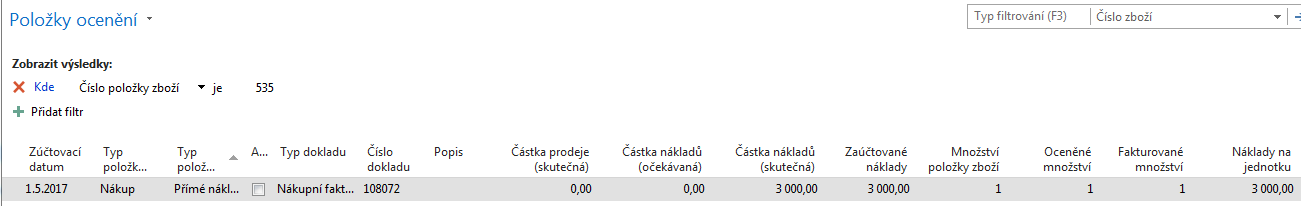 Položky ocenění
Typ filtrování (F3) Číslo zboží
Zobrazit výsledky:
Kde Číslo položky zboží je 535
Přidat filtr
Zúčtovací datum Typ položk... Typ polož... A... Typ dokladu Číslo dokladu Popis Částka prodeje (skutečná) Částka nákladů (očekávaná) Částka nákladů (skutečná) Zaúčtované náklady Množství položky zboží Oceněné množství Fakturované množství Náklady na jednotku
1.5.2017 Nákup Přímé nákl... Nákupní fakt... 108072 0,00 0,00 3 000,00 3 000,00 1 1 1 3 000,00